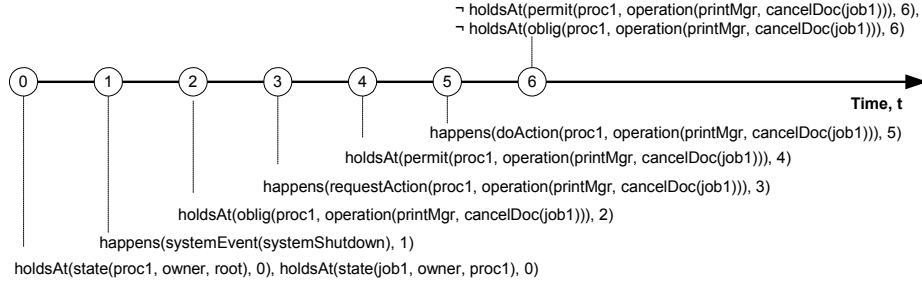 ¬ holdsAt(permit(proc1, operation(printMgr, cancelDoc(job1))), 6),
¬ holdsAt(oblig(proc1, operation(printMgr, cancelDoc(job1))), 6)
0 1 2 3 4 5 6
Time, t
happens(doAction(proc1, operation(printMgr, cancelDoc(job1))), 5)
holdsAt(permit(proc1, operation(printMgr, cancelDoc(job1))), 4)
happens(requestAction(proc1, operation(printMgr, cancelDoc(job1))), 3)
holdsAt(oblig(proc1, operation(printMgr, cancelDoc(job1))), 2)
happens(systemEvent(systemShutdown), 1)
holdsAt(state(proc1, owner, root), 0), holdsAt(state(job1, owner, proc1), 0)